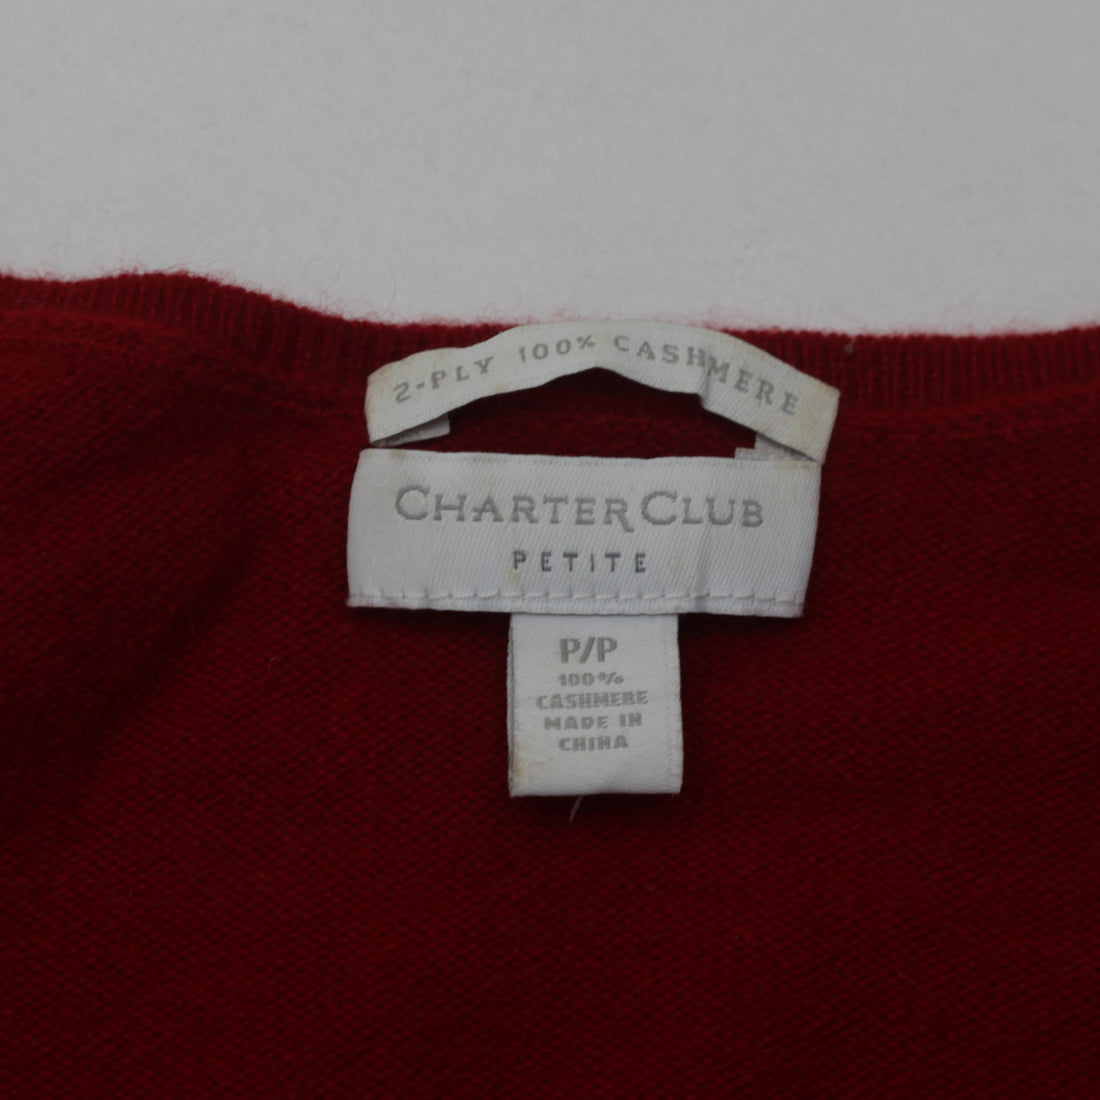 2-PLY 100% CASHMERE
CHARTER CLUB
PETITE
P/P
100%
CASHMERE
MADE IN
CHINA